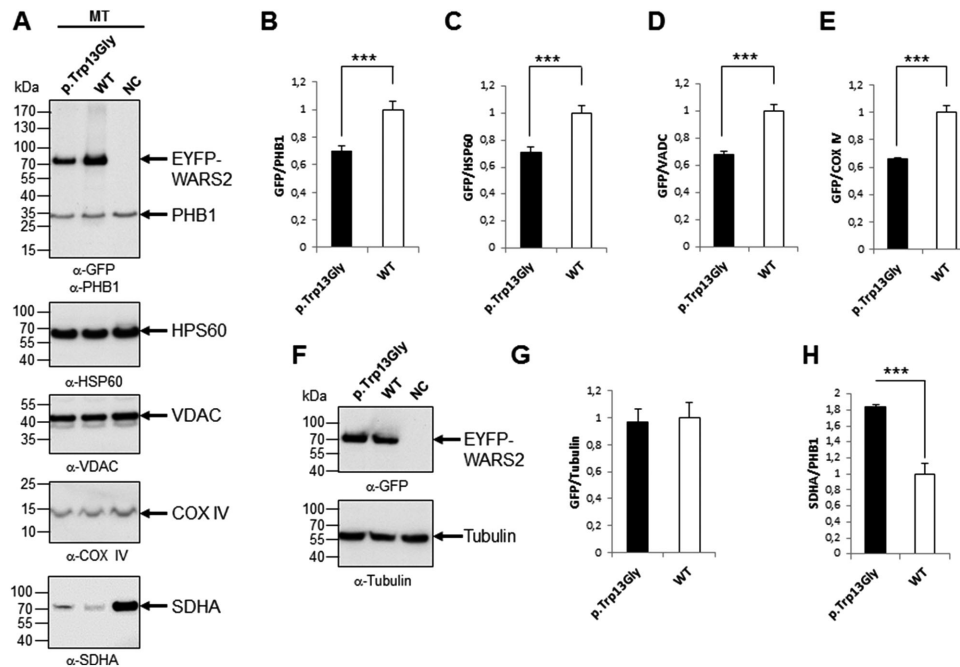 A
MT
p.Trp13Gly WT NC
kDa
170
130
100
70
55
40
35
25
15
EYFP-
WARS2
PHB1
α-GFP
α-PHB1
100
70
55
40
HPS60
α-HSP60
55
40
35
VDAC
α-VDAC
25
15
10
COX IV
α-COX IV
100
70
55
40
SDHA
α-SDHA
B
***
GFP/PHB1
1,2
1
0,8
0,6
0,4
0,2
0
p.Trp13Gly WT
C
***
GFP/HSP60
1,2
1
0,8
0,6
0,4
0,2
0
p.Trp13Gly WT
D
***
GFP/VADC
1,2
1
0,8
0,6
0,4
0,2
0
p.Trp13Gly WT
E
***
GFP/COX IV
1,2
1
0,8
0,6
0,4
0,2
0
p.Trp13Gly WT
F
p.Trp13Gly WT NC
kDa
100
70
55
40
EYFP-
WARS2
α-GFP
100
70
55
40
Tubulin
α-Tubulin
G
GFP/Tubulin
1,2
1
0,8
0,6
0,4
0,2
0
p.Trp13Gly WT
H
***
SDHA/PHB1
2
1,8
1,6
1,4
1,2
1
0,8
0,6
0,4
0,2
0
p.Trp13Gly WT